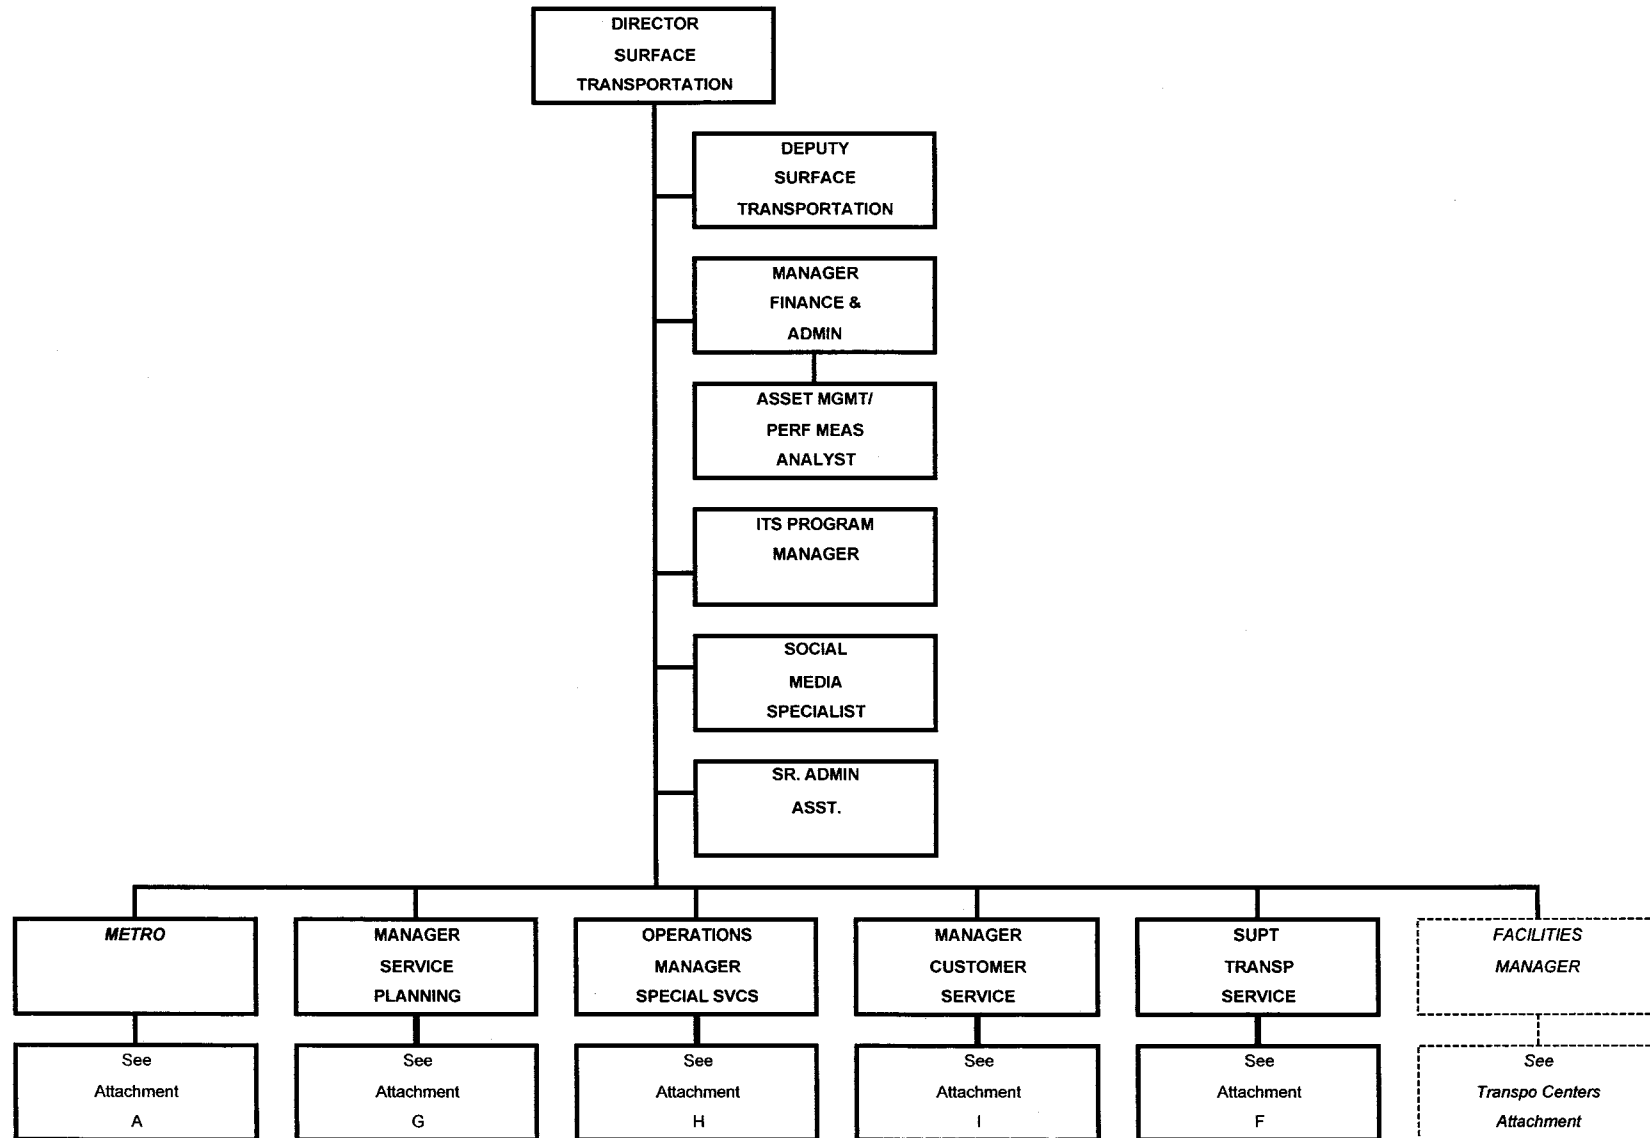 DIRECTOR
SURFACE
TRANSPORTATION
DEPUTY
SURFACE
TRANSPORTATION
MANAGER
FINANCE &
ADMIN
ASSET MGMT/
PERF MEAS
ANALYST
ITS PROGRAM
MANAGER
SOCIAL
MEDIA
SPECIALIST
SR. ADMIN
ASST.
METRO
MANAGER
SERVICE
PLANNING
OPERATIONS
MANAGER
SPECIAL SVCS
MANAGER
CUSTOMER
SERVICE
SUPT
TRANSP
SERVICE
FACILITIES
MANAGER
See
Attachment
A
See
Attachment
G
See
Attachment
H
See
Attachment
I
See
Attachment
F
See
Transpo Centers
Attachment